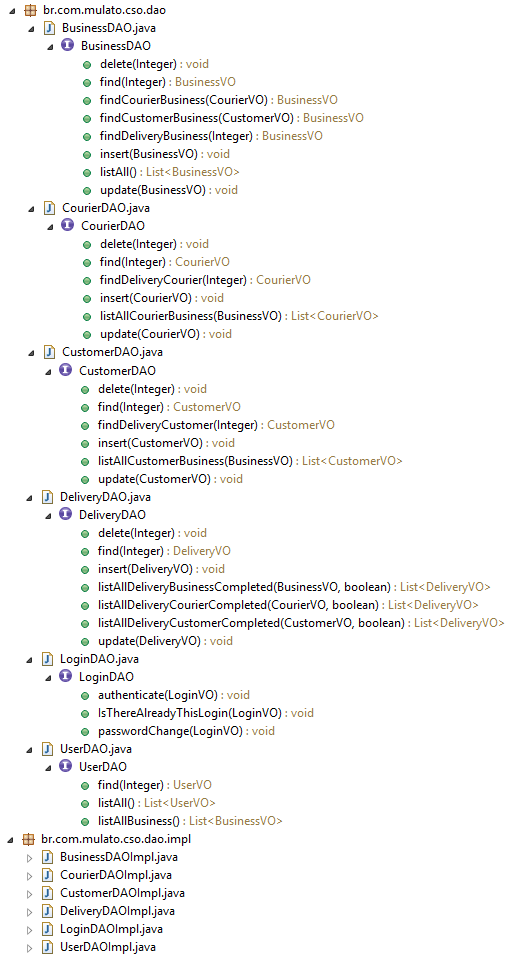 br.com.mulato.cso.dao
BusinessDAO.java
BusinessDAO
delete(Integer) : void
find(Integer) : BusinessVO
findCourierBusiness(CourierVO) : BusinessVO
findCustomerBusiness(CustomerVO) : BusinessVO
findDeliveryBusiness(Integer) : BusinessVO
insert(BusinessVO) : void
listAll() : List<BusinessVO>
update(BusinessVO) : void
CourierDAO.java
CourierDAO
delete(Integer) : void
find(Integer) : CourierVO
findDeliveryCourier(Integer) : CourierVO
insert(CourierVO) : void
listAllCourierBusiness(BusinessVO) : List<CourierVO>
update(CourierVO) : void
CustomerDAO.java
CustomerDAO
delete(Integer) : void
find(Integer) : CustomerVO
findDeliveryCustomer(Integer) : CustomerVO
insert(CustomerVO) : void
listAllCustomerBusiness(BusinessVO) : List<CustomerVO>
update(CustomerVO) : void
DeliveryDAO.java
DeliveryDAO
delete(Integer) : void
find(Integer) : DeliveryVO
insert(DeliveryVO) : void
listAllDeliveryBusinessCompleted(BusinessVO, boolean) : List<DeliveryVO>
listAllDeliveryCourierCompleted(CourierVO, boolean) : List<DeliveryVO>
listAllDeliveryCustomerCompleted(CustomerVO, boolean) : List<DeliveryVO>
update(DeliveryVO) : void
LoginDAO.java
LoginDAO
authenticate(LoginVO) : void
IsThereAlreadyThisLogin(LoginVO) : void
passwordChange(LoginVO) : void
UserDAO.java
UserDAO
find(Integer) : UserVO
listAll() : List<UserVO>
listAllBusiness() : List<BusinessVO>
br.com.mulato.cso.dao.impl
BusinessDAOImpl.java
CourierDAOImpl.java
CustomerDAOImpl.java
DeliveryDAOImpl.java
LoginDAOImpl.java
UserDAOImpl.java